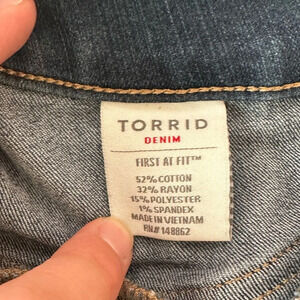 TORRID
DENIM
FIRST AT FIT™
52% COTTON
32% RAYON
15% POLYESTER
1% SPANDEX
MADE IN VIETNAM
RN# 148862